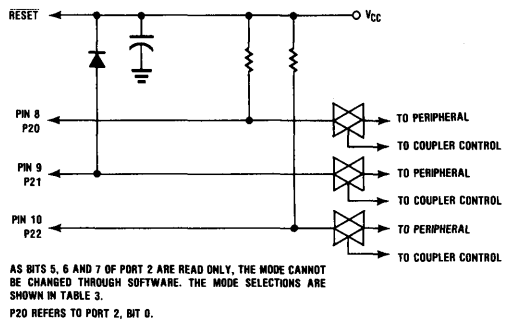 RESET
Vcc
PIN 8
P20
TO PERIPHERAL
TO COUPLER CONTROL
PIN 9
P21
TO PERIPHERAL
TO COUPLER CONTROL
PIN 10
P22
TO PERIPHERAL
TO COUPLER CONTROL
AS BITS 5, 6 AND 7 OF PORT 2 ARE READ ONLY, THE MODE CANNOT
BE CHANGED THROUGH SOFTWARE. THE MODE SELECTIONS ARE
SHOWN IN TABLE 3.
P20 REFERS TO PORT 2, BIT 0.